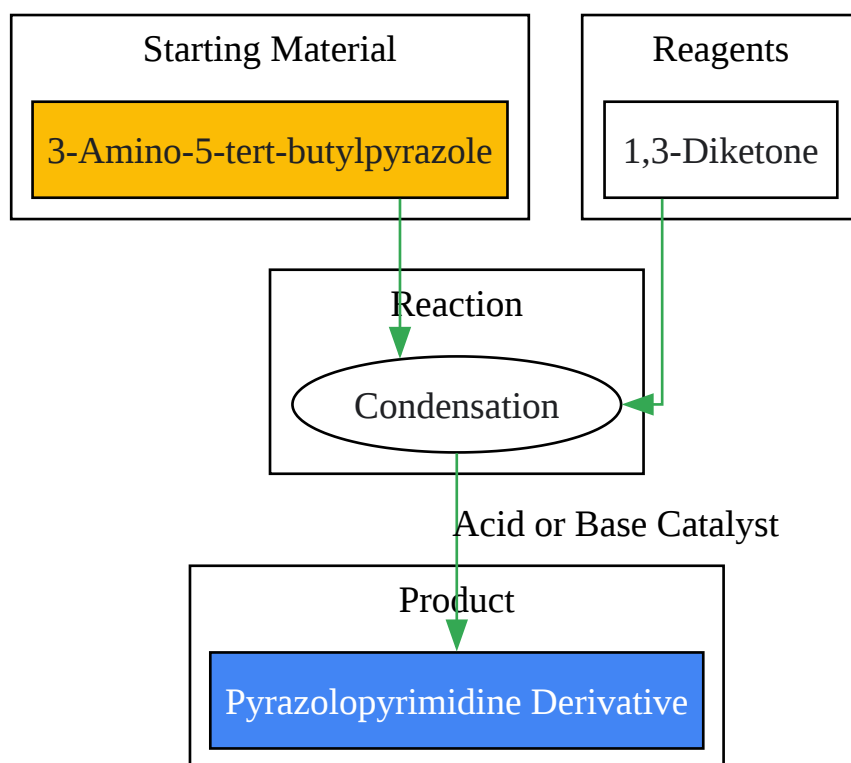 Starting Material
Reagents
3-Amino-5-tert-butylpyrazole
1,3-Diketone
Reaction
Condensation
Acid or Base Catalyst
Product
Pyrazolopyrimidine Derivative